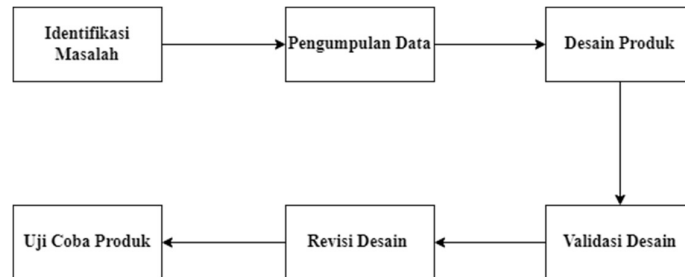 Identifikasi
Masalah
Pengumpulan Data
Desain Produk
Validasi Desain
Revisi Desain
Uji Coba Produk